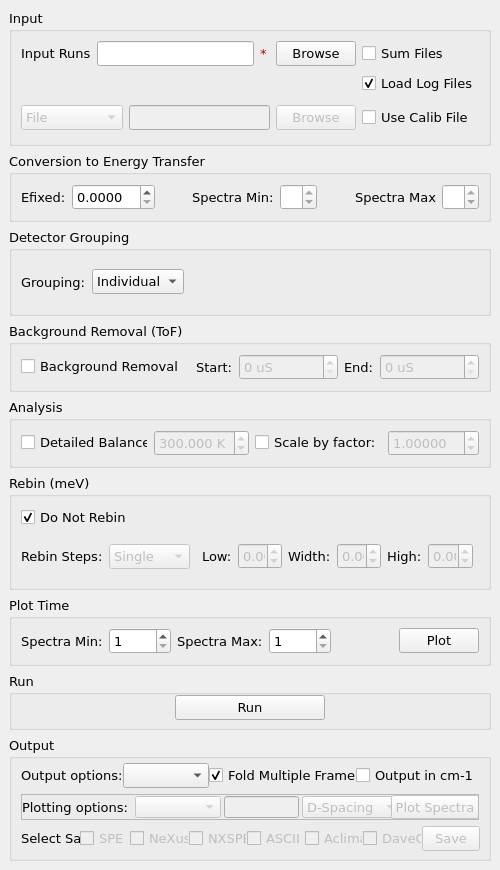 Input
Input Runs * Browse Sum Files
Load Log Files
File Browse Use Calib File
Conversion to Energy Transfer
Efixed: 0.0000 Spectra Min: Spectra Max
Detector Grouping
Grouping: Individual
Background Removal (ToF)
Background Removal Start: 0 uS End: 0 uS
Analysis
Detailed Balance 300.000 K Scale by factor: 1.00000
Rebin (meV)
Do Not Rebin
Rebin Steps: Single Low: 0.0 Width: 0.0 High: 0.0
Plot Time
Spectra Min: 1 Spectra Max: 1 Plot
Run
Run
Output
Output options: Fold Multiple Frame Output in cm-1
Plotting options: D-Spacing Plot Spectra
Select Sa SPE NeXus NXSPE ASCII Aclim DaveG Save